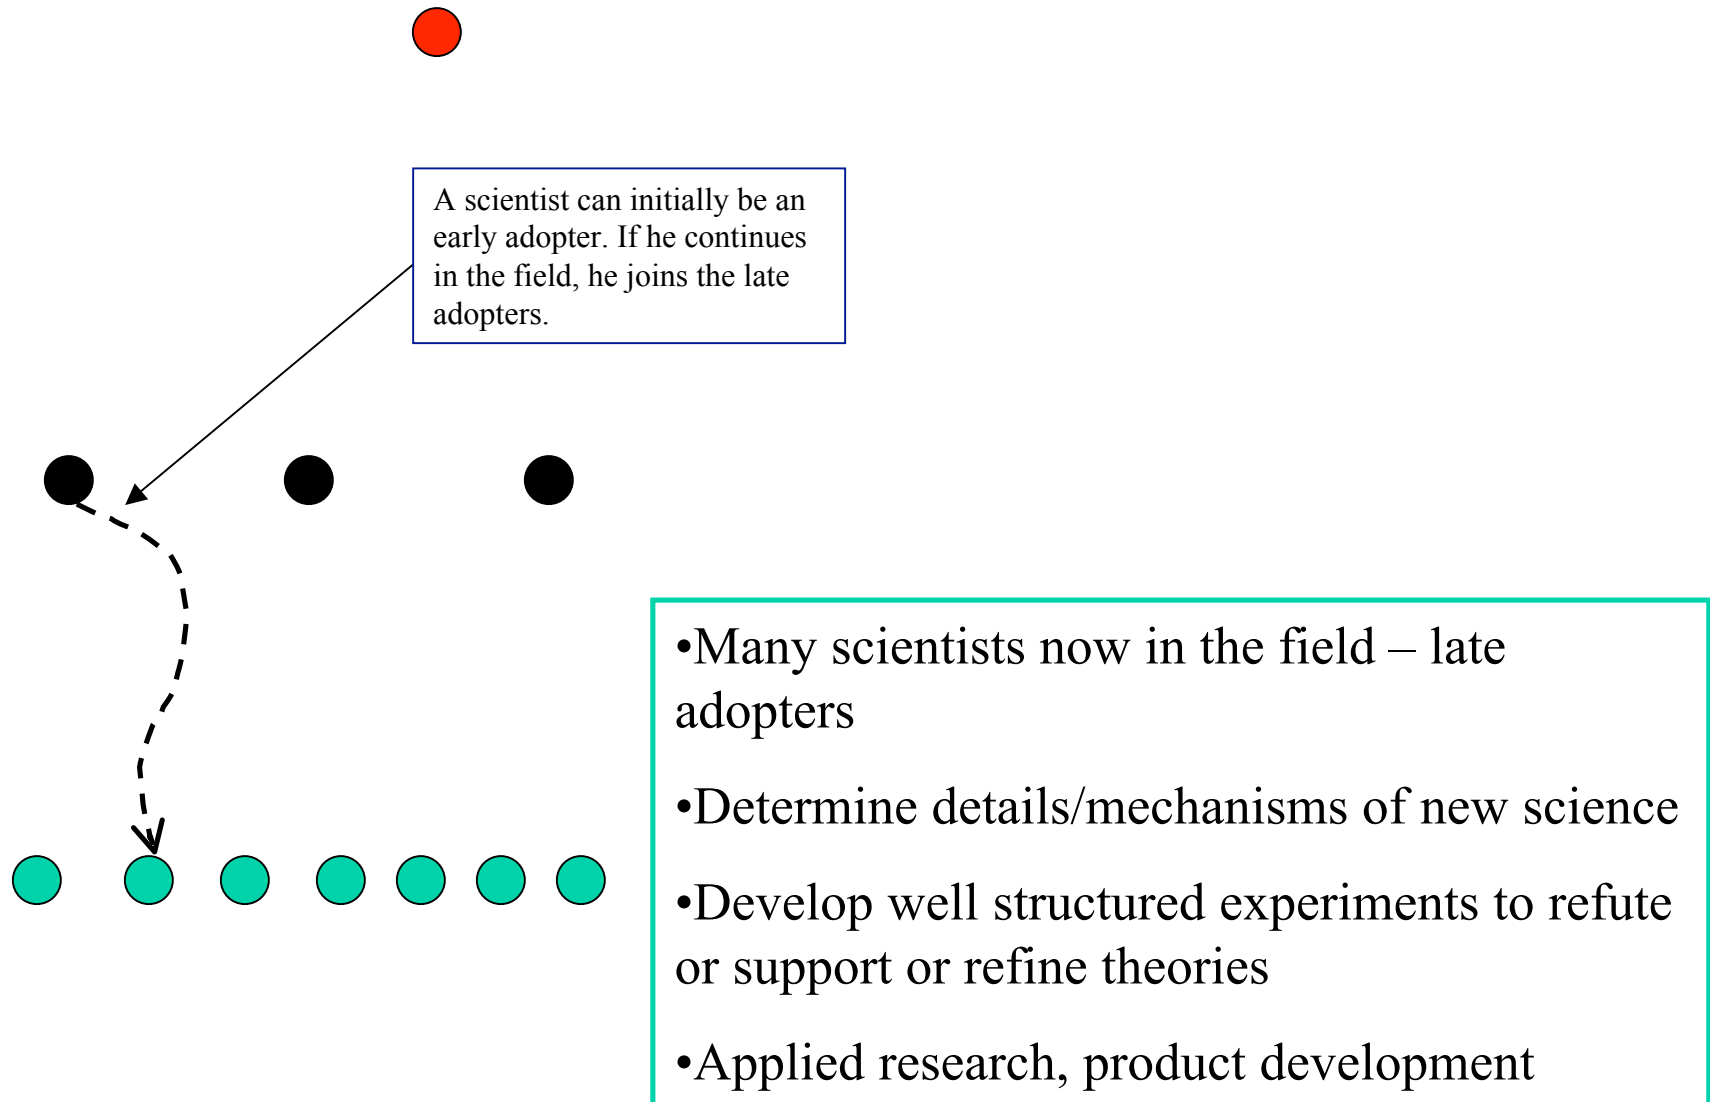 A scientist can initially be an
early adopter. If he continues
in the field, he joins the late
adopters.
•Many scientists now in the field – late
adopters
•Determine details/mechanisms of new science
•Develop well structured experiments to refute
or support or refine theories
•Applied research, product development